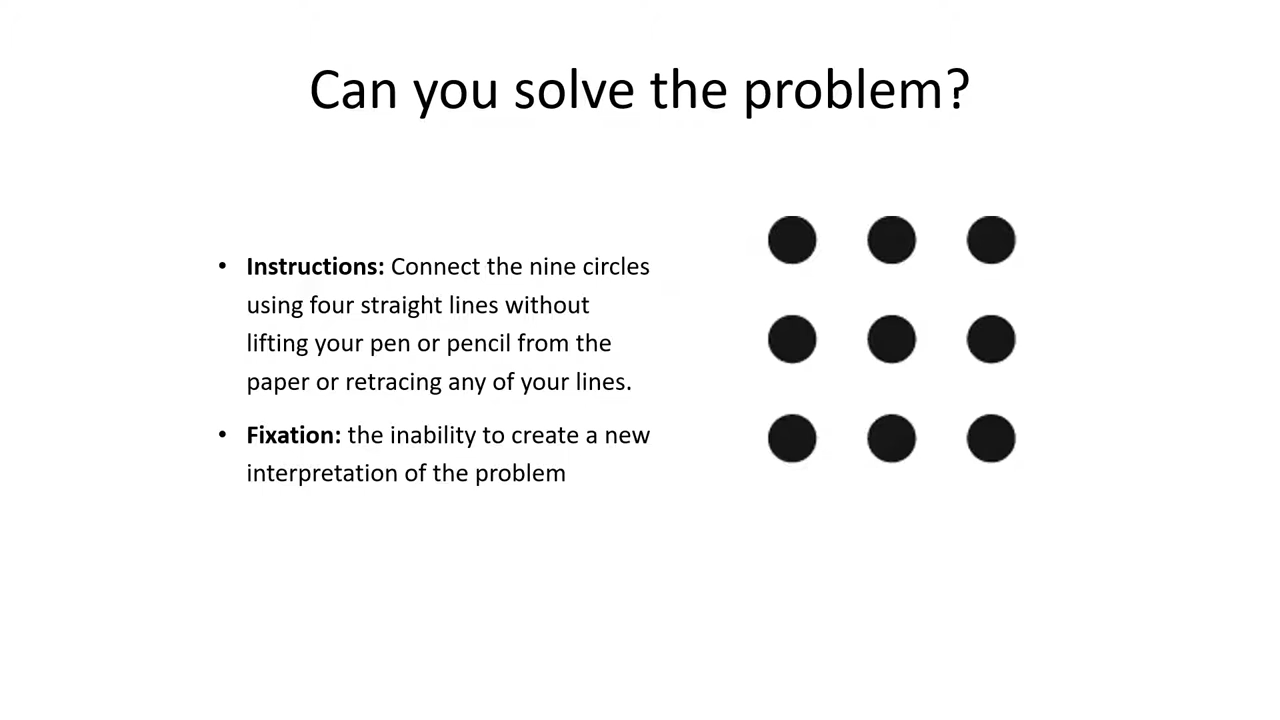 Can you solve the problem?
• Instructions: Connect the nine circles
using four straight lines without
lifting your pen or pencil from the
paper or retracing any of your lines.
• Fixation: the inability to create a new
interpretation of the problem